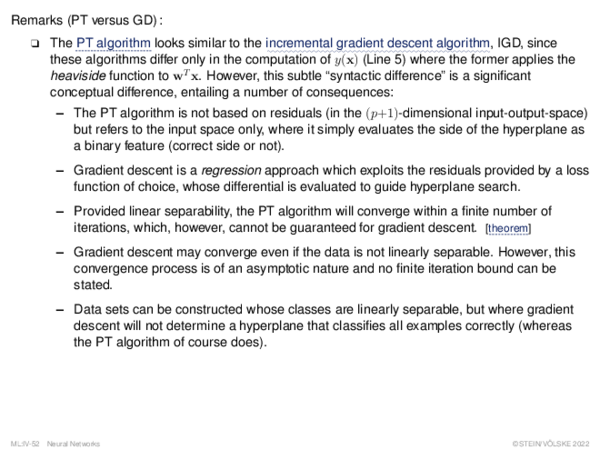 Remarks (PT versus GD) :
❑ The PT algorithm looks similar to the incremental gradient descent algorithm, IGD, since
these algorithms differ only in the computation of y(x) (Line 5) where the former applies the
heaviside function to wᵀx. However, this subtle “syntactic difference” is a significant
conceptual difference, entailing a number of consequences:
– The PT algorithm is not based on residuals (in the (p+1)-dimensional input-output-space)
but refers to the input space only, where it simply evaluates the side of the hyperplane as
a binary feature (correct side or not).
– Gradient descent is a regression approach which exploits the residuals provided by a loss
function of choice, whose differential is evaluated to guide hyperplane search.
– Provided linear separability, the PT algorithm will converge within a finite number of
iterations, which, however, cannot be guaranteed for gradient descent. [theorem]
– Gradient descent may converge even if the data is not linearly separable. However, this
convergence process is of an asymptotic nature and no finite iteration bound can be
stated.
– Data sets can be constructed whose classes are linearly separable, but where gradient
descent will not determine a hyperplane that classifies all examples correctly (whereas
the PT algorithm of course does).
ML:IV-52 Neural Networks
©STEIN/VÖLSKE 2022